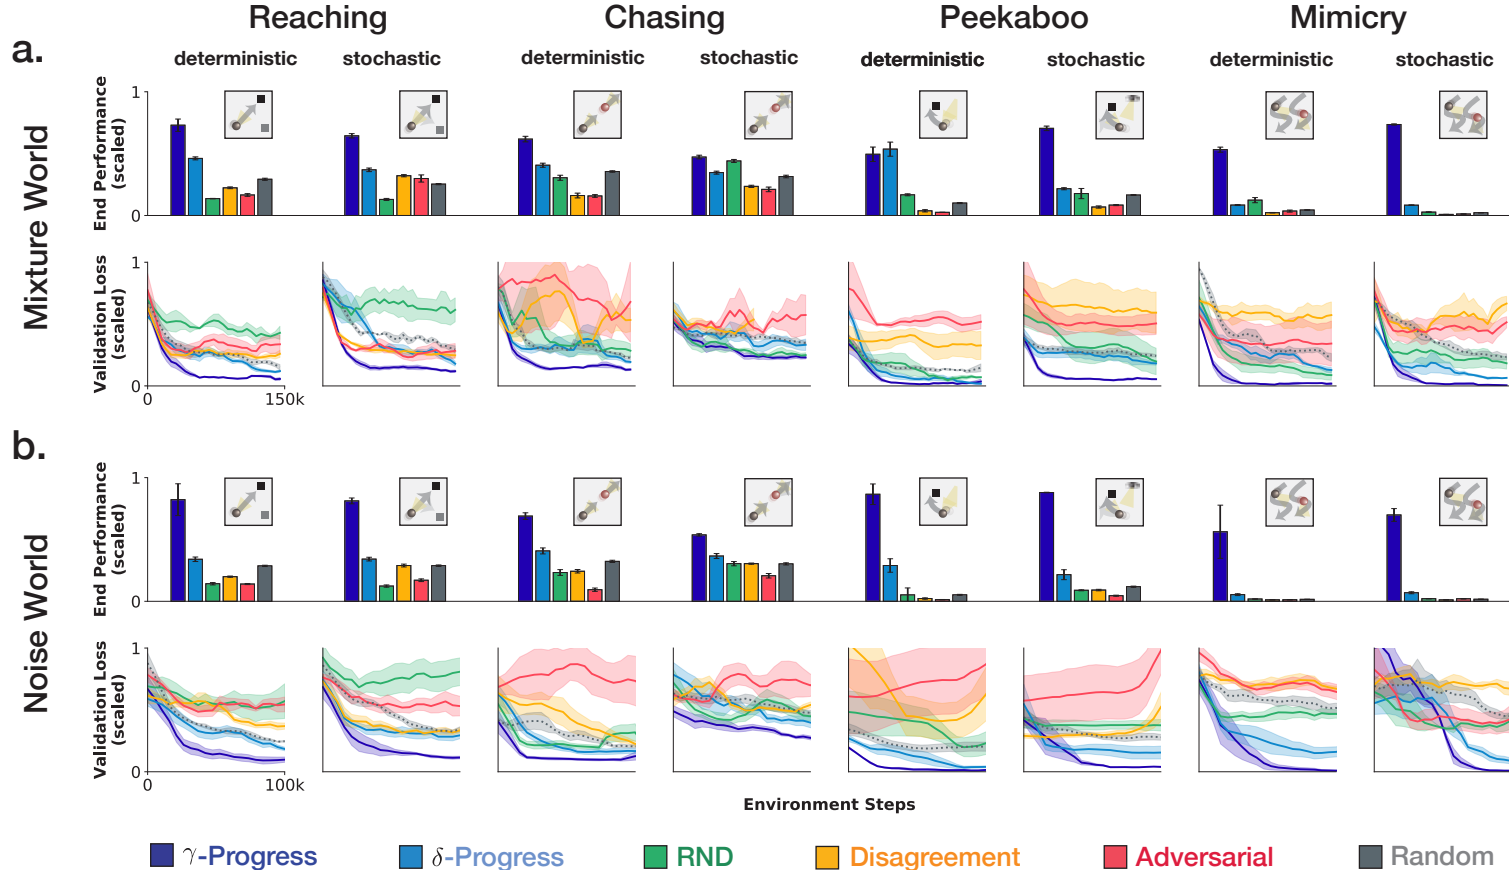 Reaching Chasing Peekaboo Mimicry
a.
deterministic stochastic deterministic stochastic deterministic stochastic deterministic stochastic
Mixture World
End Performance
(scaled)
1
0
Validation Loss
(scaled)
1
0
0 150k
b.
Noise World
End Performance
(scaled)
1
0
Validation Loss
(scaled)
1
0
0 100k
Environment Steps
γ-Progress δ-Progress RND Disagreement Adversarial Random